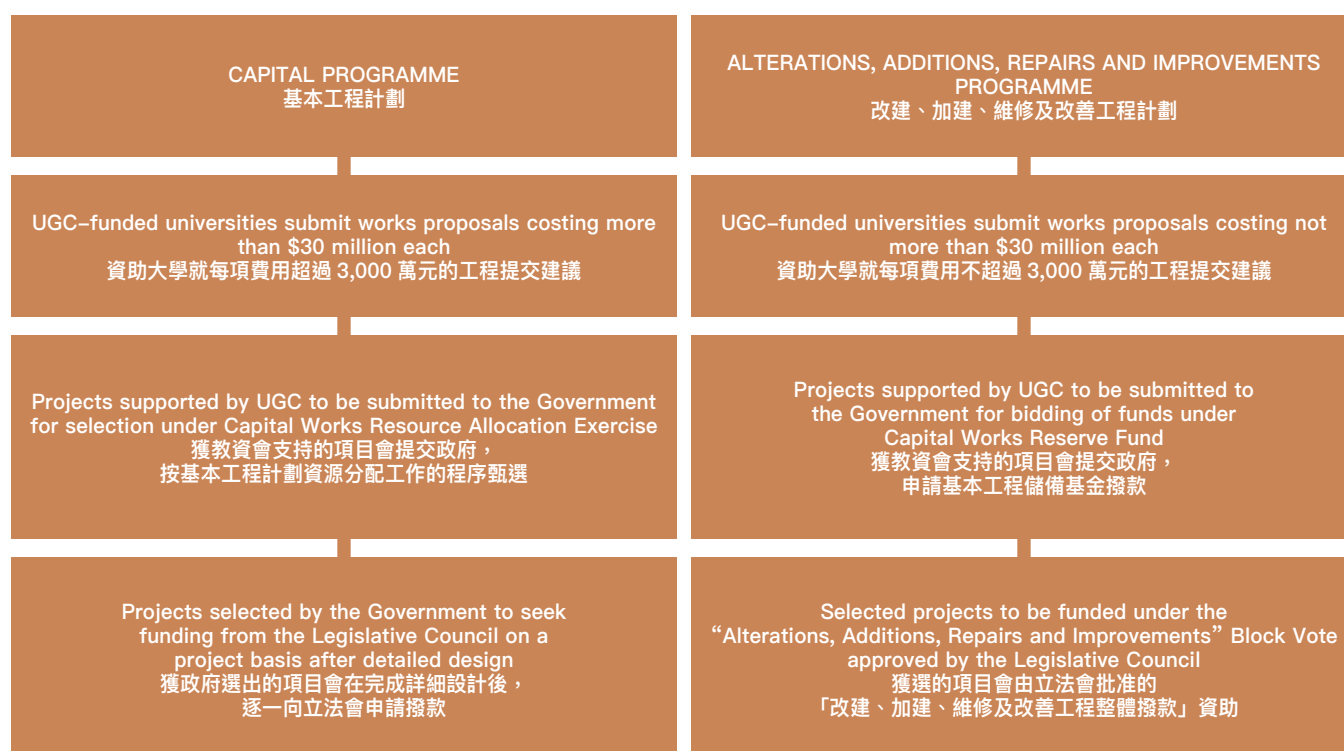 CAPITAL PROGRAMME
基本工程計劃
UGC–funded universities submit works proposals costing more
than $30 million each
資助大學就每項費用超過 3,000 萬元的工程提交建議
Projects supported by UGC to be submitted to the Government
for selection under Capital Works Resource Allocation Exercise
獲教資會支持的項目會提交政府，
按基本工程計劃資源分配工作的程序甄選
Projects selected by the Government to seek
funding from the Legislative Council on a
project basis after detailed design
獲政府選出的項目會在完成詳細設計後，
逐一向立法會申請撥款
ALTERATIONS, ADDITIONS, REPAIRS AND IMPROVEMENTS
PROGRAMME
改建、加建、維修及改善工程計劃
UGC–funded universities submit works proposals costing not
more than $30 million each
資助大學就每項費用不超過 3,000 萬元的工程提交建議
Projects supported by UGC to be submitted to
the Government for bidding of funds under
Capital Works Reserve Fund
獲教資會支持的項目會提交政府，
申請基本工程儲備基金撥款
Selected projects to be funded under the
“Alterations, Additions, Repairs and Improvements” Block Vote
approved by the Legislative Council
獲選的項目會由立法會批准的
「改建、加建、維修及改善工程整體撥款」資助